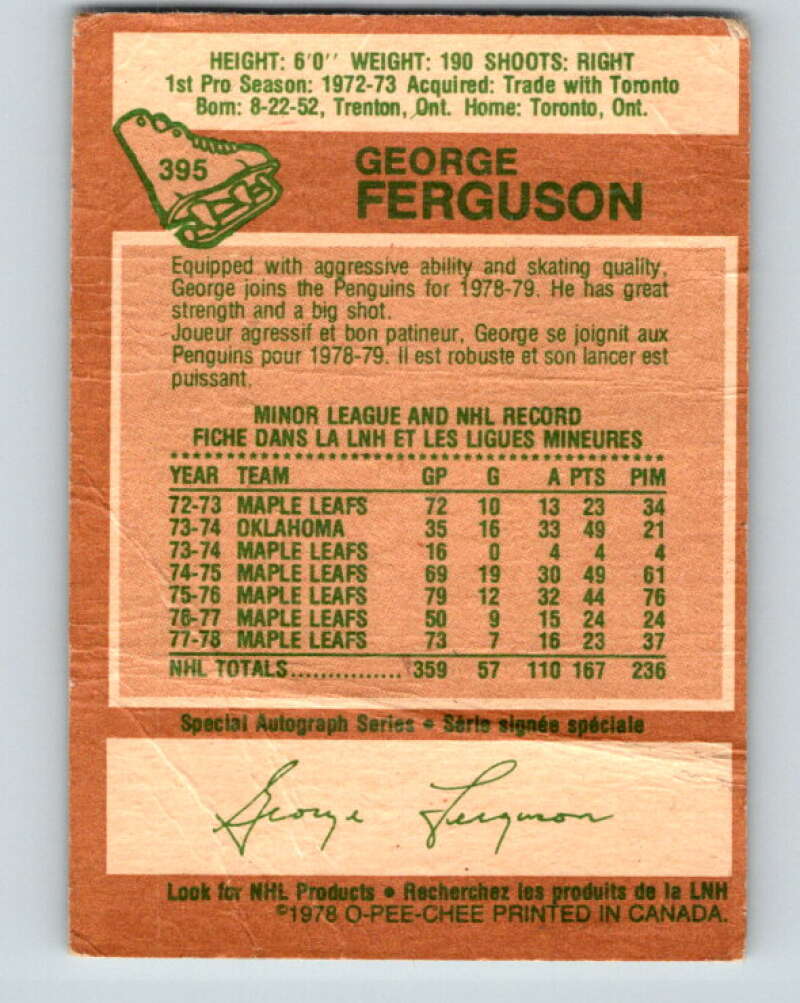 HEIGHT: 6'0'' WEIGHT: 190 SHOOTS: RIGHT
1st Pro Season: 1972-73 Acquired: Trade with Toronto
Born: 8-22-52, Trenton, Ont. Home: Toronto, Ont.
395
GEORGE
FERGUSON
Equipped with aggressive ability and skating quality,
George joins the Penguins for 1978-79. He has great
strength and a big shot.
Joueur agressif et bon patineur, George se joignit aux
Penguins pour 1978-79. Il est robuste et son lancer est
puissant.
MINOR LEAGUE AND NHL RECORD
FICHE DANS LA LNH ET LES LIGUES MINEURES
YEAR TEAM GP G A PTS PIM
72-73 MAPLE LEAFS 72 10 13 23 34
73-74 OKLAHOMA 35 16 33 49 21
73-74 MAPLE LEAFS 16 0 4 4 4
74-75 MAPLE LEAFS 69 19 30 49 61
75-76 MAPLE LEAFS 79 12 32 44 76
76-77 MAPLE LEAFS 50 9 15 24 24
77-78 MAPLE LEAFS 73 7 16 23 37
NHL TOTALS............... 359 57 110 167 236
Special Autograph Series • Série signée spéciale
George Ferguson
Look for NHL Products • Recherchez les produits de la LNH
©1978 O-PEE-CHEE PRINTED IN CANADA.